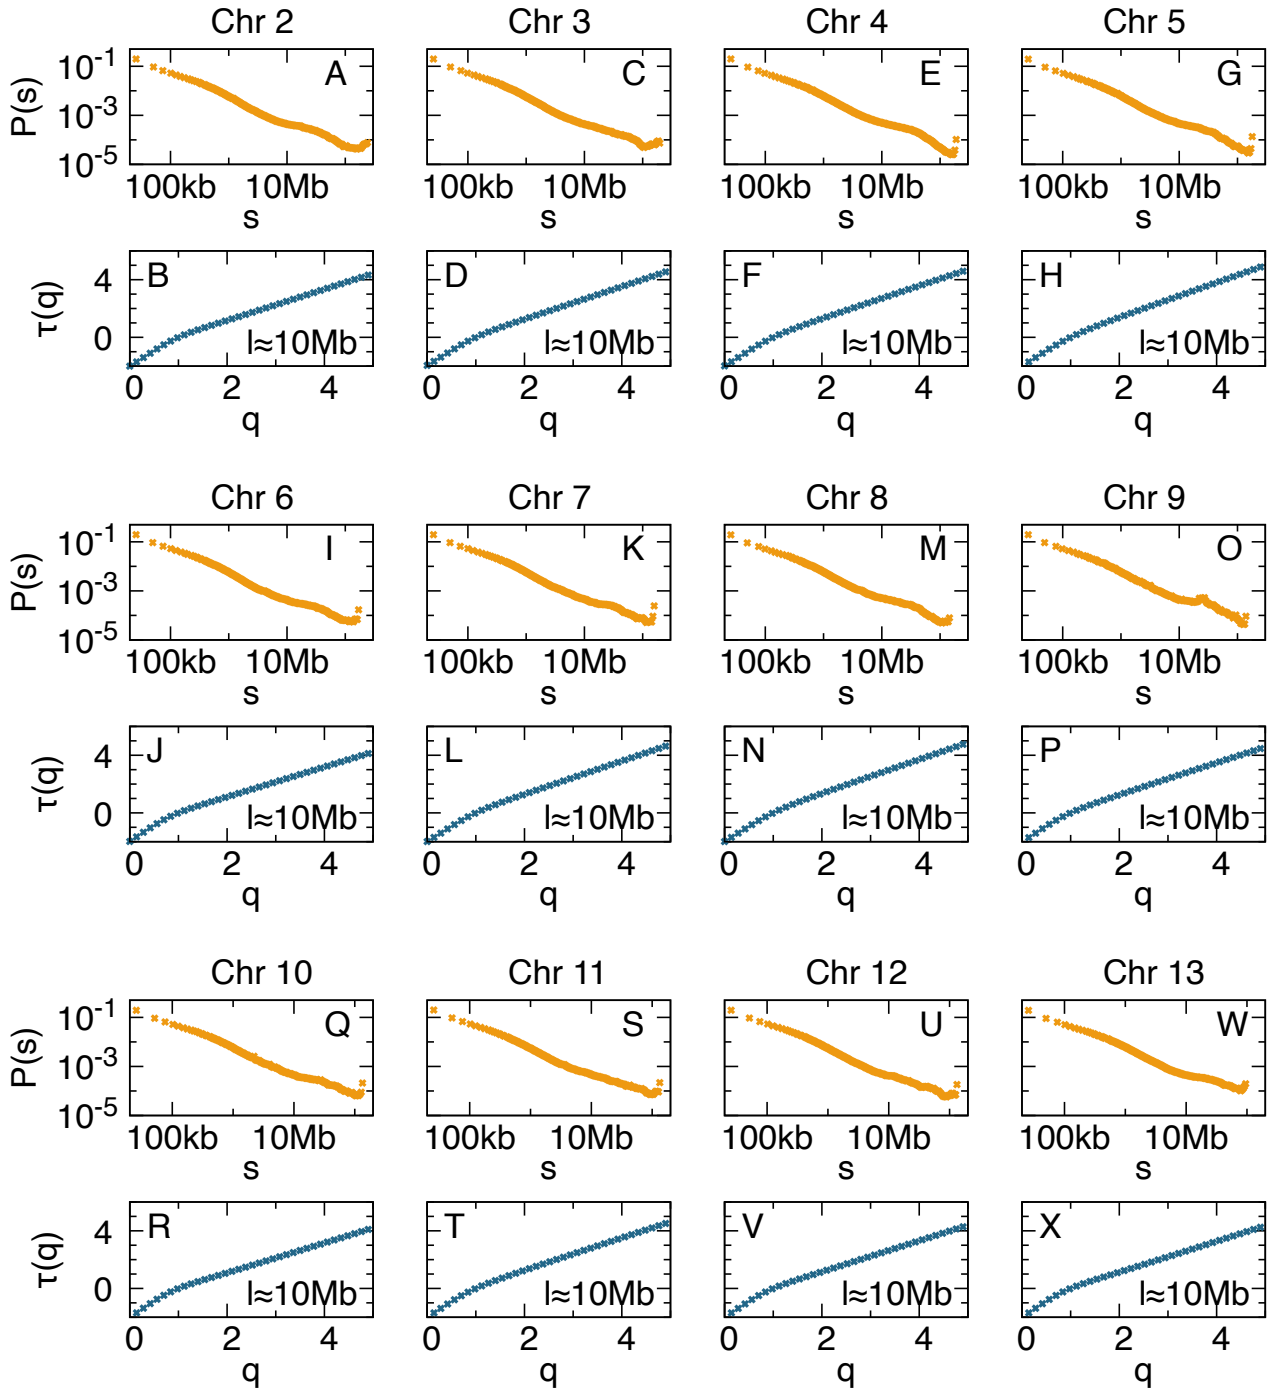 Chr 2 Chr 3 Chr 4 Chr 5
P(s) 10^-1 10^-3 10^-5 A C E G
100kb 10Mb 100kb 10Mb 100kb 10Mb 100kb 10Mb
s s s s
τ(q) 4 0 B l≈10Mb D l≈10Mb F l≈10Mb H l≈10Mb
0 2 4 0 2 4 0 2 4 0 2 4
q q q q
Chr 6 Chr 7 Chr 8 Chr 9
P(s) 10^-1 10^-3 10^-5 I K M O
100kb 10Mb 100kb 10Mb 100kb 10Mb 100kb 10Mb
s s s s
τ(q) 4 0 J l≈10Mb L l≈10Mb N l≈10Mb P l≈10Mb
0 2 4 0 2 4 0 2 4 0 2 4
q q q q
Chr 10 Chr 11 Chr 12 Chr 13
P(s) 10^-1 10^-3 10^-5 Q S U W
100kb 10Mb 100kb 10Mb 100kb 10Mb 100kb 10Mb
s s s s
τ(q) 4 0 R l≈10Mb T l≈10Mb V l≈10Mb X l≈10Mb
0 2 4 0 2 4 0 2 4 0 2 4
q q q q